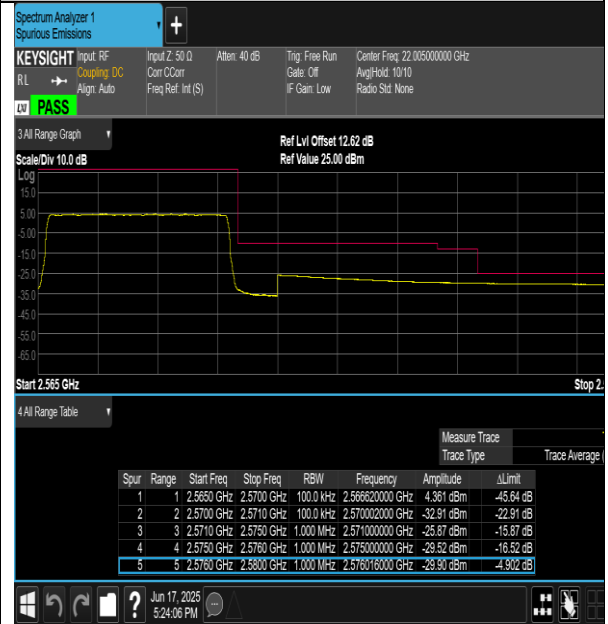 Spectrum Analyzer 1
Spurious Emissions
KEYSIGHT
RL
LXI
PASS
Input: RF
Coupling: DC
Align: Auto
Input Z: 50 Ω
Corr CCorr
Freq Ref: Int (S)
Atten: 40 dB
Trig: Free Run
Gate: Off
IF Gain: Low
Center Freq: 22.005000000 GHz
Avg|Hold: 10/10
Radio Std: None
3 All Range Graph
Scale/Div 10.0 dB
Ref Lvl Offset 12.62 dB
Ref Value 25.00 dBm
Log
15.0
5.00
-5.00
-15.0
-25.0
-35.0
-45.0
-55.0
-65.0
Start 2.565 GHz
Stop 2.
4 All Range Table
Measure Trace
Trace Type Trace Average (
Spur Range Start Freq Stop Freq RBW Frequency Amplitude ΔLimit
1 1 2.5650 GHz 2.5700 GHz 100.0 kHz 2.566620000 GHz 4.361 dBm -45.64 dB
2 2 2.5700 GHz 2.5710 GHz 100.0 kHz 2.570002000 GHz -32.91 dBm -22.91 dB
3 3 2.5710 GHz 2.5750 GHz 1.000 MHz 2.571000000 GHz -25.87 dBm -15.87 dB
4 4 2.5750 GHz 2.5760 GHz 1.000 MHz 2.575000000 GHz -29.52 dBm -16.52 dB
5 5 2.5760 GHz 2.5800 GHz 1.000 MHz 2.576016000 GHz -29.90 dBm -4.902 dB
?
Jun 17, 2025
5:24:06 PM